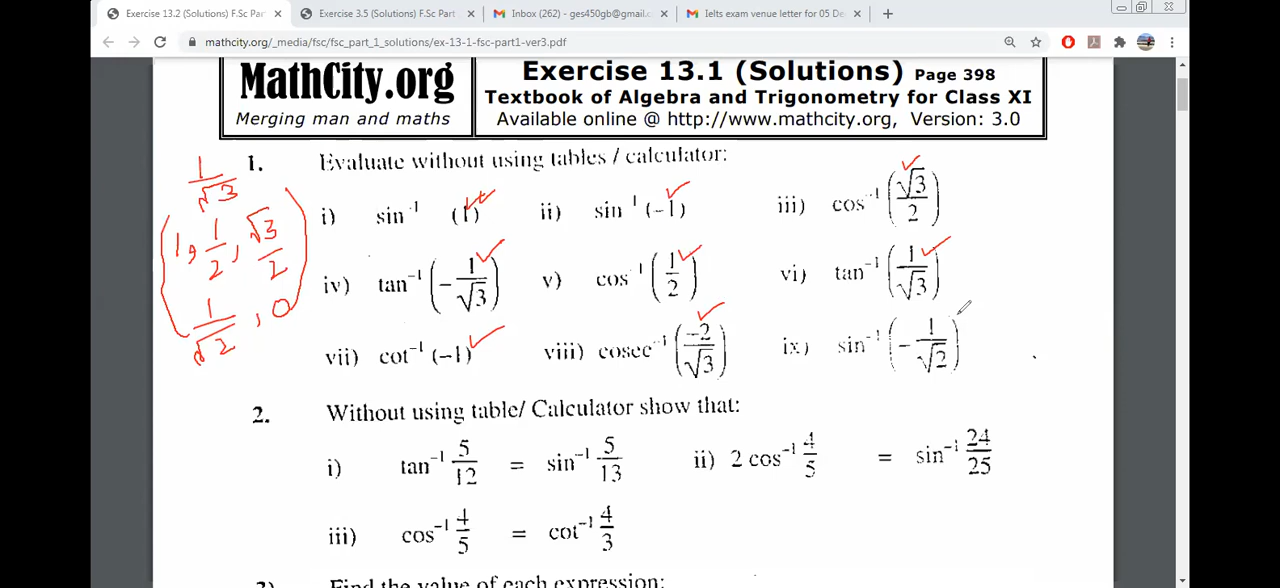 Exercise 13.2 (Solutions) F.Sc Par
Exercise 3.5 (Solutions) F.Sc Part
Inbox (262) - ges450gb@gmail.c
Ielts exam venue letter for 05 De
mathcity.org/_media/fsc/fsc_part_1_solutions/ex-13-1-fsc-part1-ver3.pdf
MathCity.org
Merging man and maths
Exercise 13.1 (Solutions) Page 398
Textbook of Algebra and Trigonometry for Class XI
Available online @ http://www.mathcity.org, Version: 3.0
1/√3
(1, 1/2, √3/2
1/√2, 0)
1. Evaluate without using tables / calculator:
i) sin⁻¹ (1) ii) sin⁻¹ (−1) iii) cos⁻¹ (√3/2)
iv) tan⁻¹ (−1/√3) v) cos⁻¹ (1/2) vi) tan⁻¹ (1/√3)
vii) cot⁻¹ (−1) viii) cosec⁻¹ (−2/√3) ix) sin⁻¹ (−1/√2)
2. Without using table/ Calculator show that:
i) tan⁻¹ 5/12 = sin⁻¹ 5/13 ii) 2 cos⁻¹ 4/5 = sin⁻¹ 24/25
iii) cos⁻¹ 4/5 = cot⁻¹ 4/3
3) Find the value of each expression: